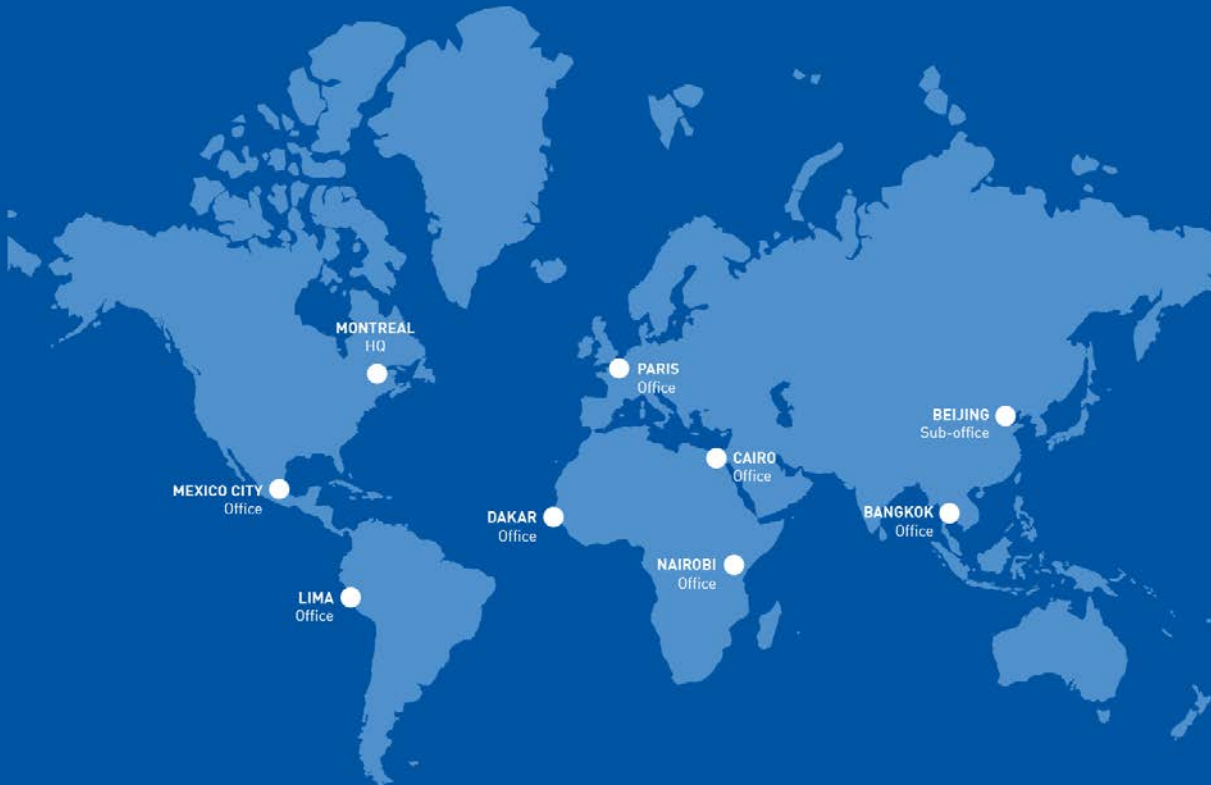 MONTREAL
HQ
PARIS
Office
BEIJING
Sub-office
CAIRO
Office
MEXICO CITY
Office
DAKAR
Office
BANGKOK
Office
NAIROBI
Office
LIMA
Office